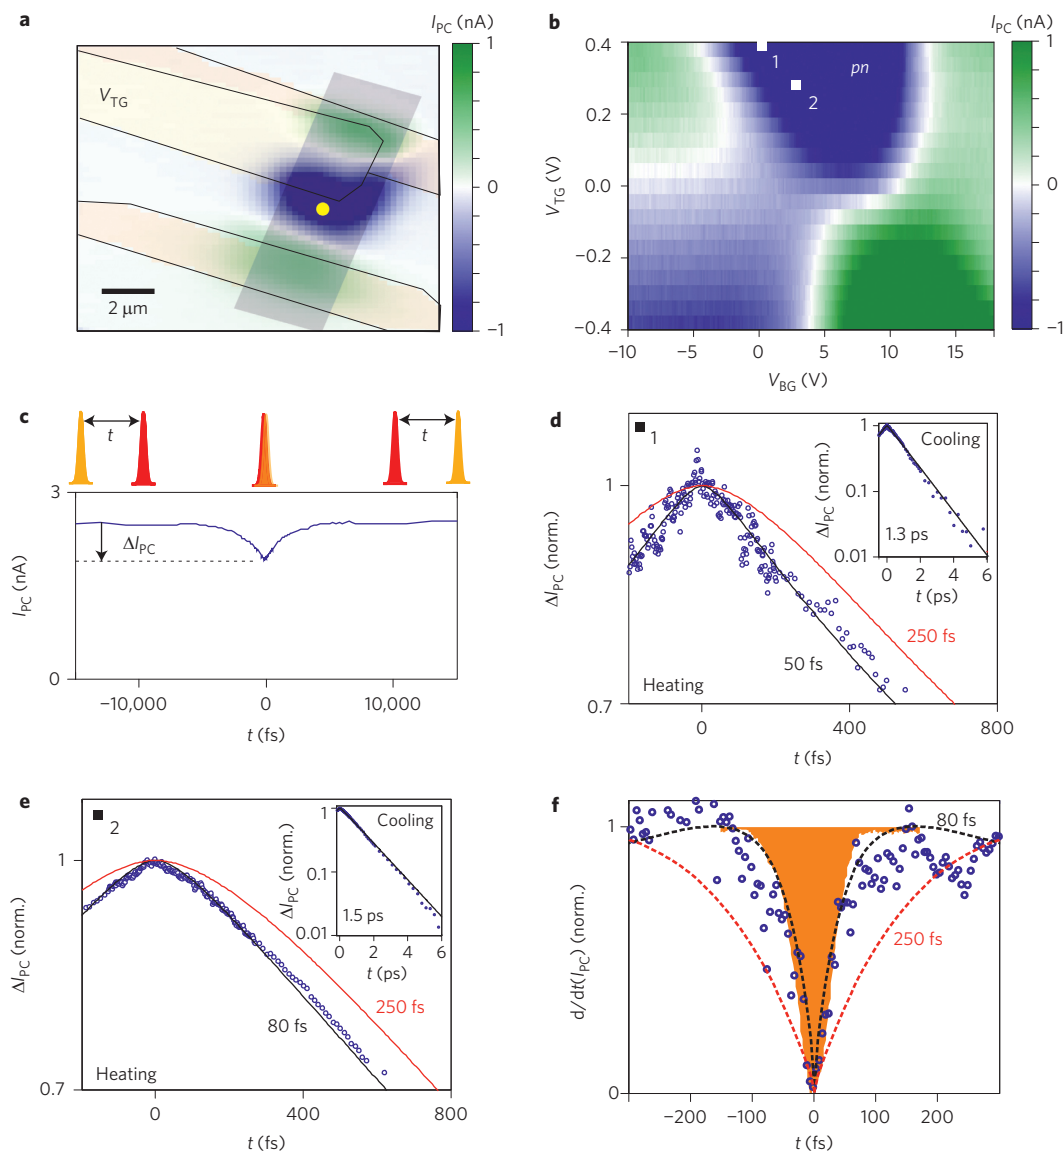 a
I_PC (nA)
1
0
−1
V_TG
2 μm
b
I_PC (nA)
1
0
−1
V_TG (V)
0.4
0.2
0.0
−0.2
−0.4
pn
1
2
−10
−5
0
5
10
15
V_BG (V)
c
t
t
3
0
I_PC (nA)
ΔI_PC
−10,000
0
10,000
t (fs)
d
1
1
0.7
ΔI_PC (norm.)
250 fs
50 fs
Heating
0
400
800
t (fs)
Cooling
1
0.1
0.01
ΔI_PC (norm.)
1.3 ps
0
2
4
6
t (ps)
e
2
1
0.7
ΔI_PC (norm.)
250 fs
80 fs
Heating
0
400
800
t (fs)
Cooling
1
0.1
0.01
ΔI_PC (norm.)
1.5 ps
0
2
4
6
t (ps)
f
1
0
d/dt(I_PC) (norm.)
80 fs
250 fs
−200
−100
0
100
200
t (fs)